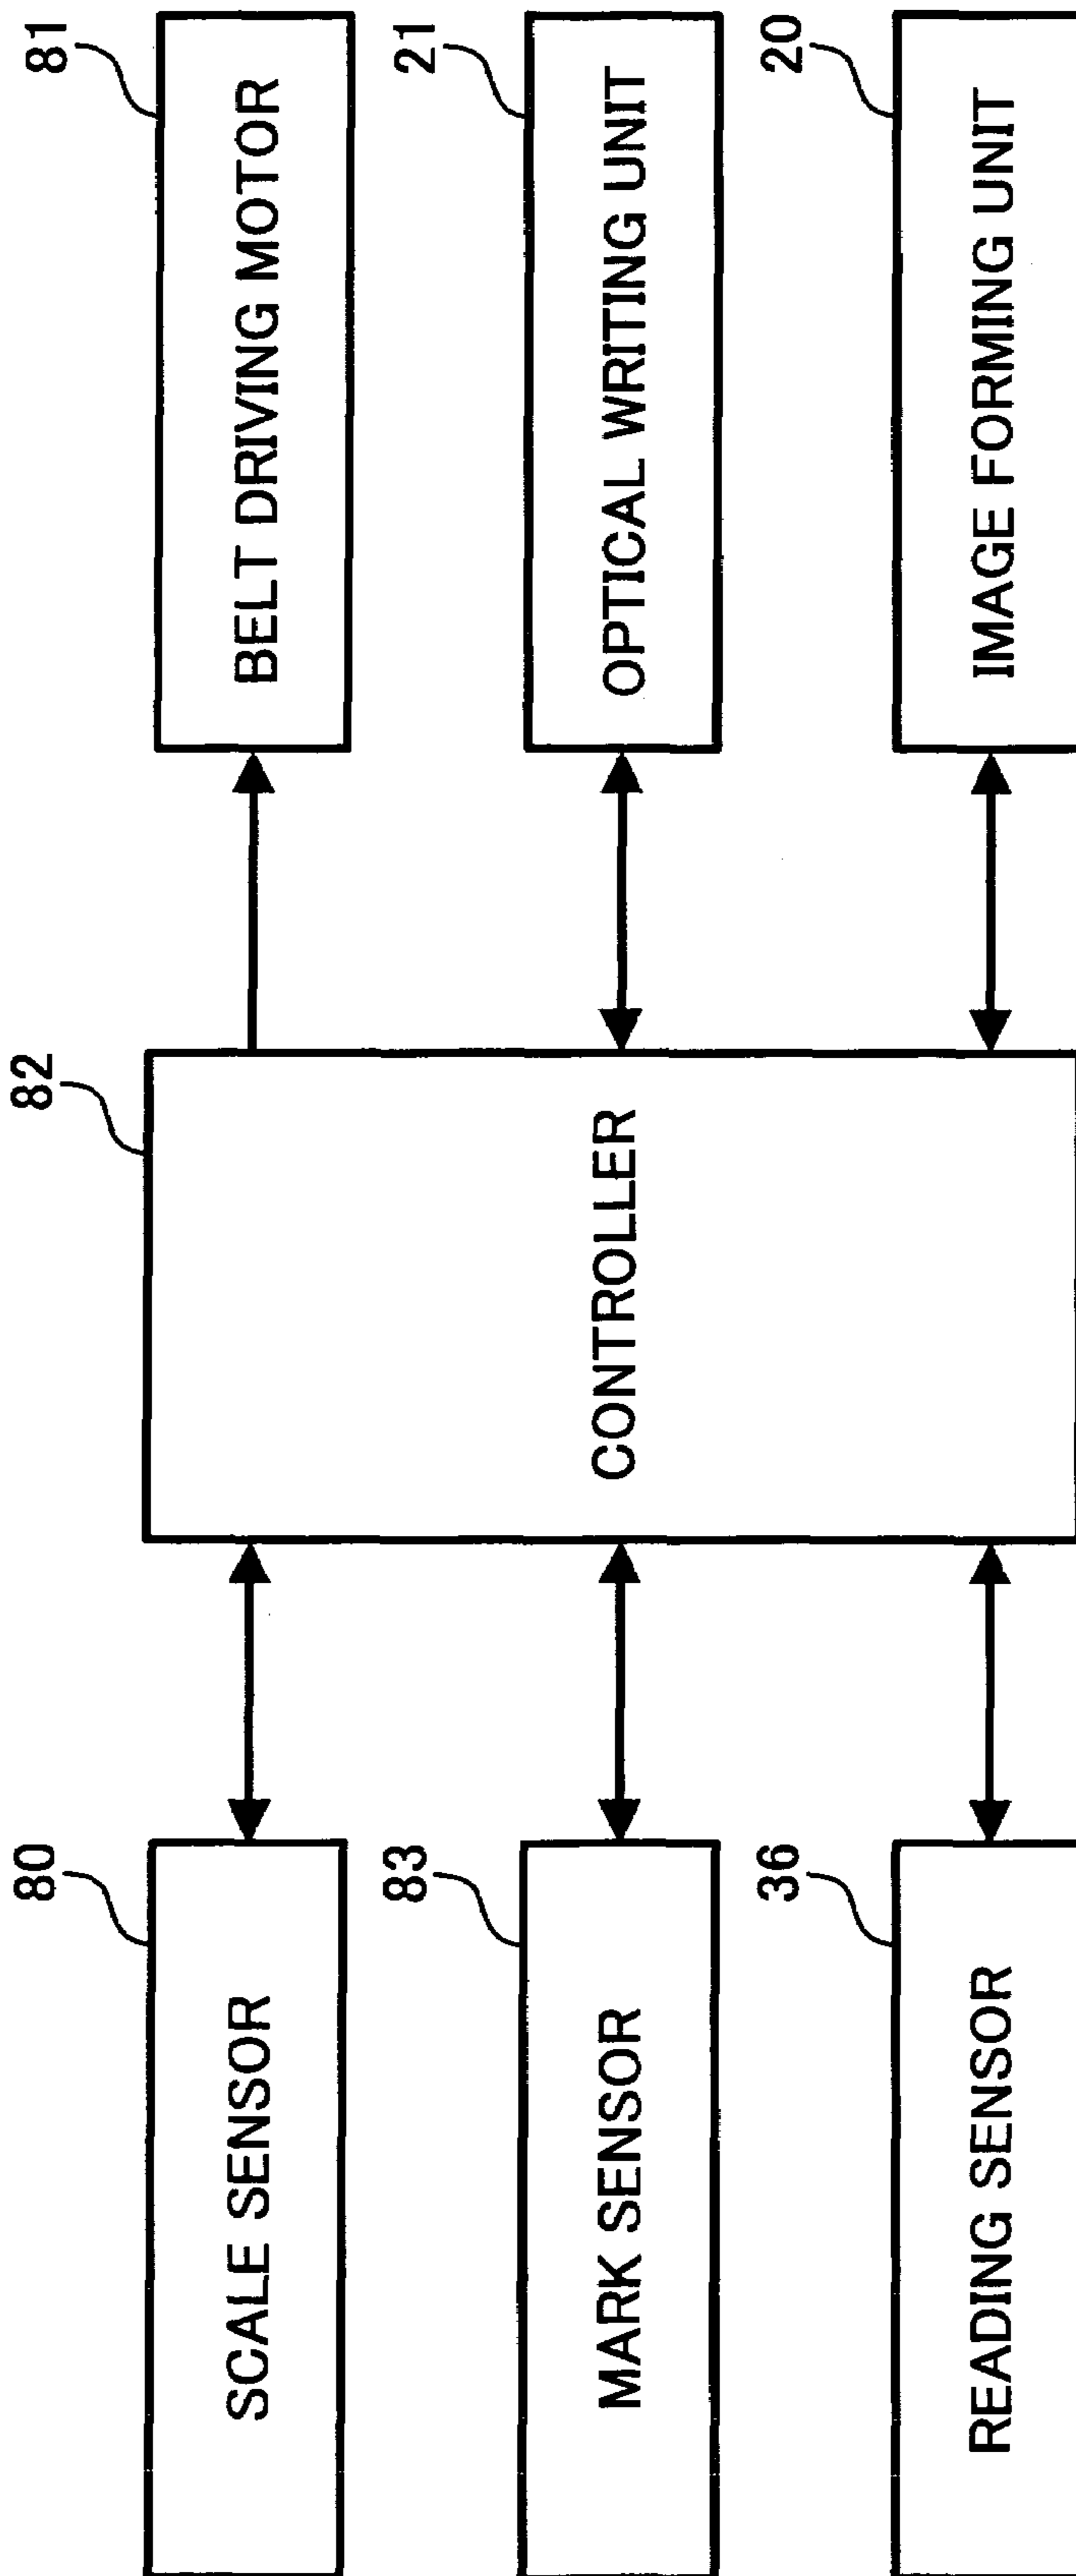 80
SCALE SENSOR
83
MARK SENSOR
36
READING SENSOR
82
CONTROLLER
81
BELT DRIVING MOTOR
21
OPTICAL WRITING UNIT
20
IMAGE FORMING UNIT